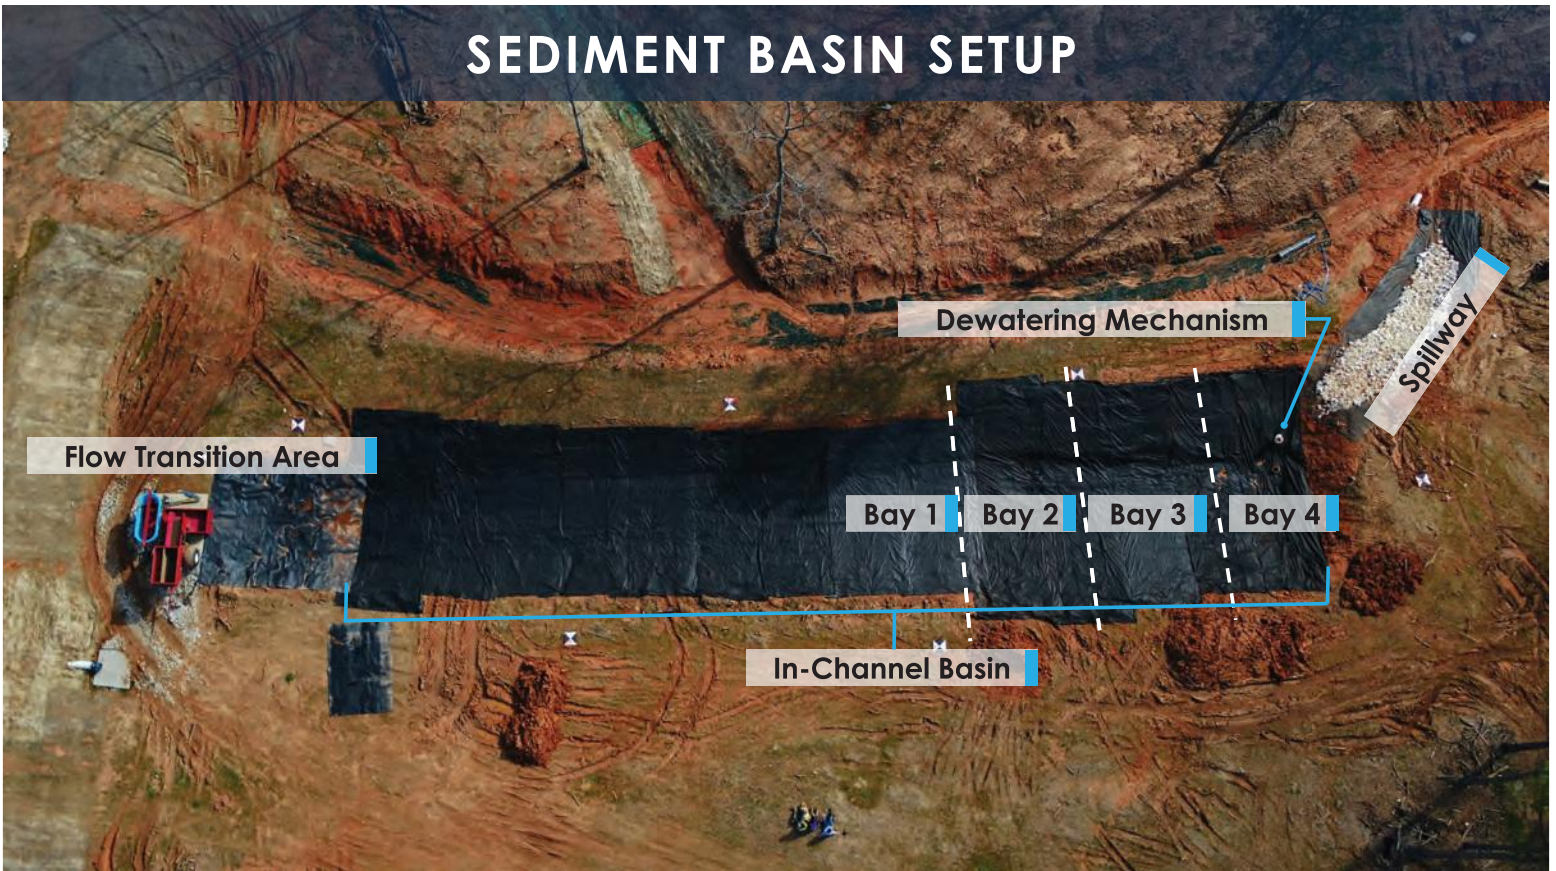 SEDIMENT BASIN SETUP
Dewatering Mechanism
Spillway
Flow Transition Area
Bay 1
Bay 2
Bay 3
Bay 4
In-Channel Basin